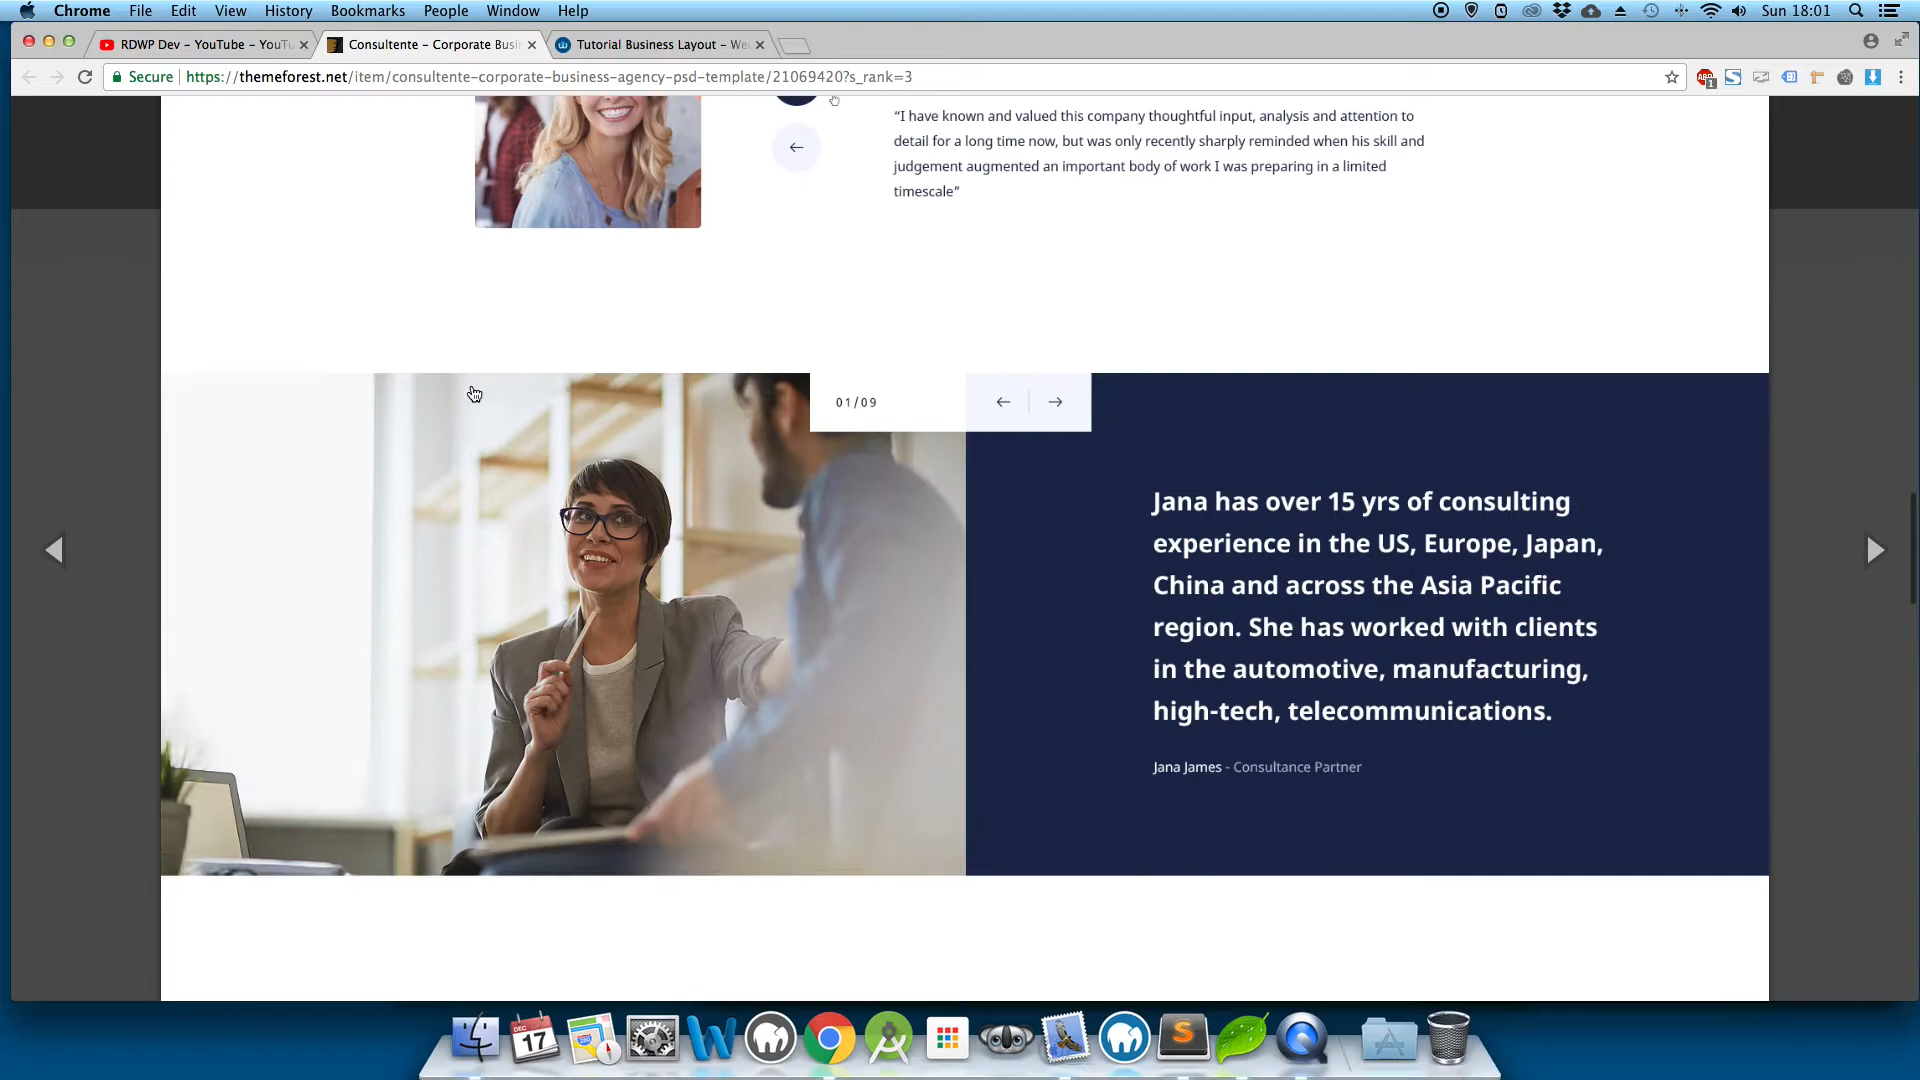 Chrome File Edit View History Bookmarks People Window Help Sun 18:01
RDWP Dev – YouTube – YouTu
Consultente – Corporate Busi
Tutorial Business Layout – We
Secure https://themeforest.net/item/consultente-corporate-business-agency-psd-template/21069420?s_rank=3
“I have known and valued this company thoughtful input, analysis and attention to
detail for a long time now, but was only recently sharply reminded when his skill and
judgement augmented an important body of work I was preparing in a limited
timescale”
01/09
Jana has over 15 yrs of consulting
experience in the US, Europe, Japan,
China and across the Asia Pacific
region. She has worked with clients
in the automotive, manufacturing,
high-tech, telecommunications.
Jana James - Consultance Partner
DEC
17